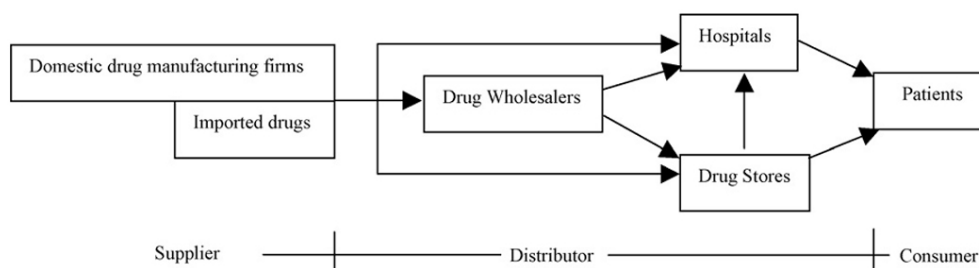 Hospitals
Domestic drug manufacturing firms
Drug Wholesalers
Patients
Imported drugs
Drug Stores
Supplier
Distributor
Consumer